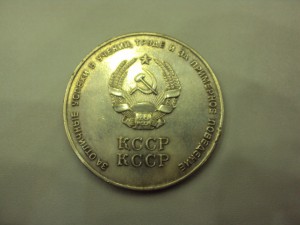 ЗА ОТЛИЧНЫЕ УСПЕХИ В УЧЕНИИ, ТРУДЕ И ЗА ПРИМЕРНОЕ ПОВЕДЕНИЕ
КССР
КССР